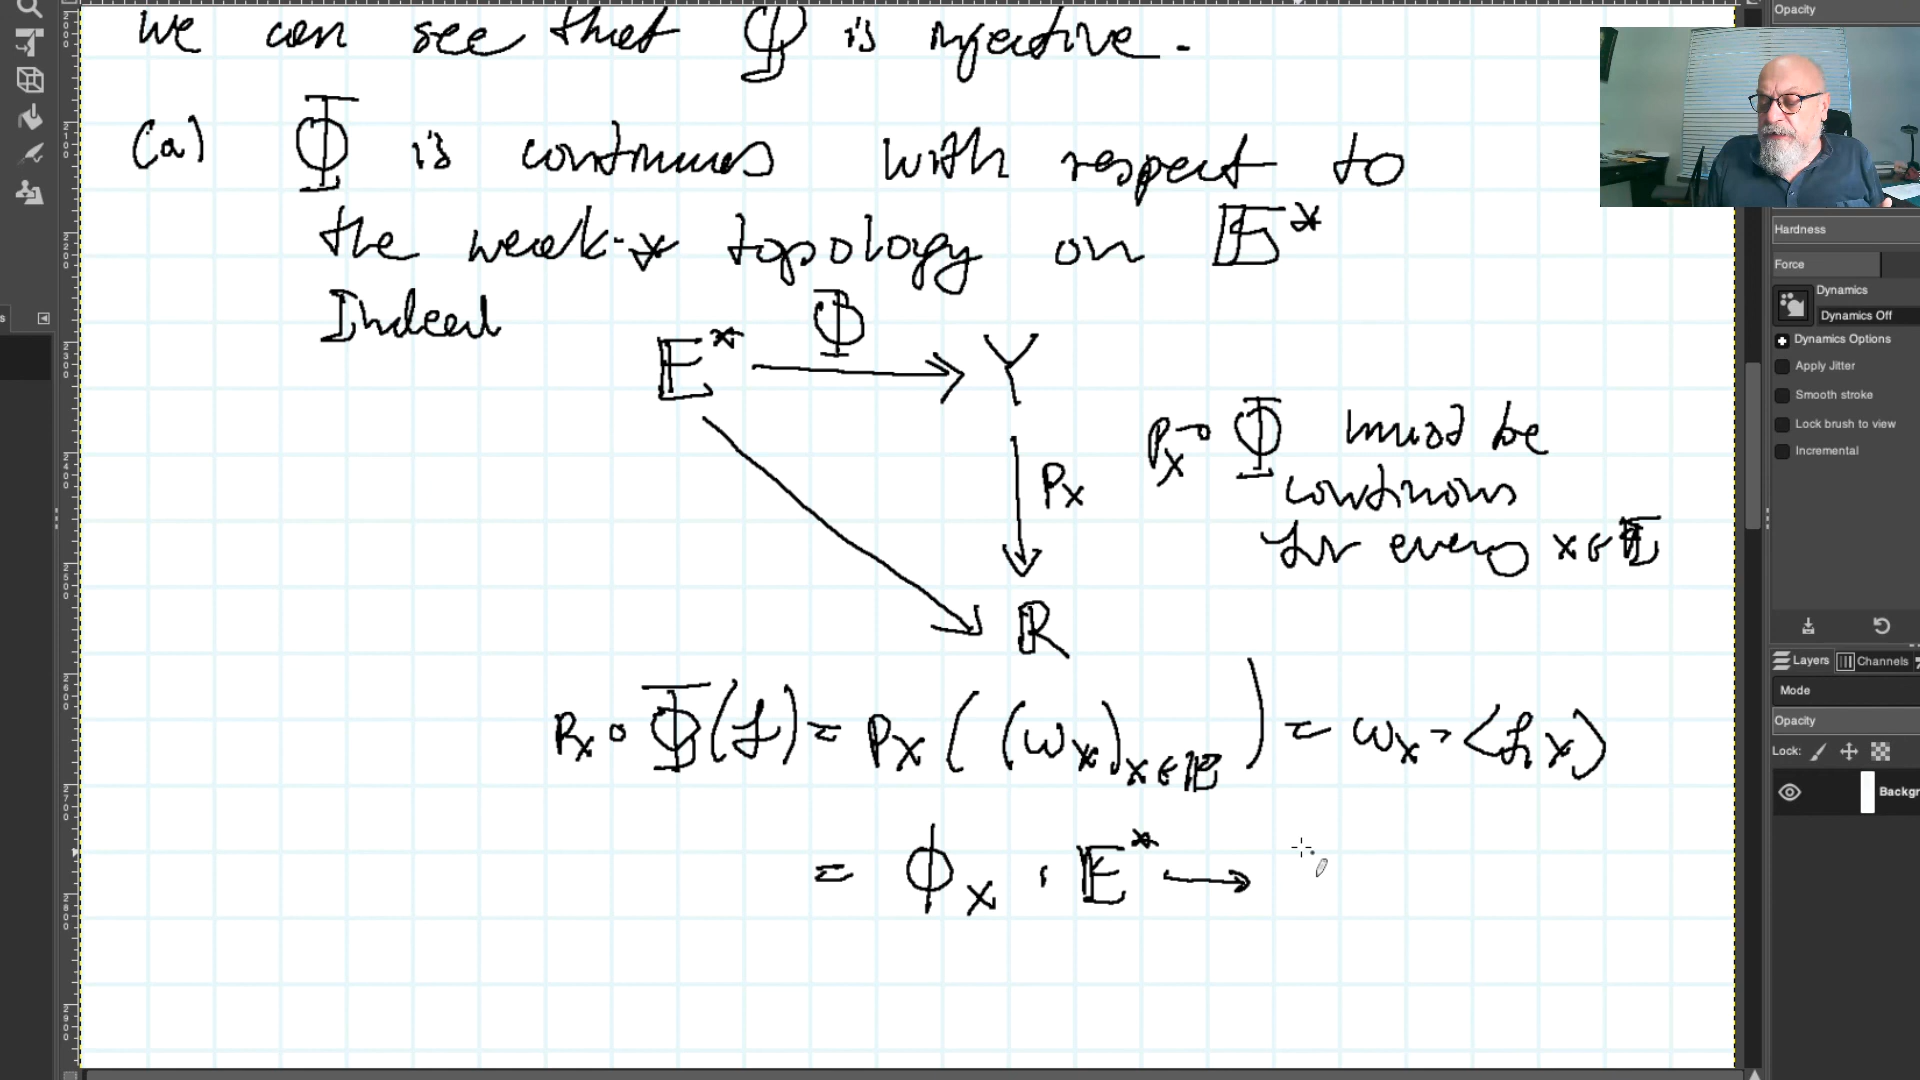 we can see that Φ is injective.
(a) Φ is continuous with respect to
the weak-* topology on E*
Indeed
E* Φ Y
Pₓ
Pₓ ∘ Φ must be
continuous
for every x∈E
ℝ
Pₓ ∘ Φ(f) = Pₓ((ωₓ)ₓ∈E) = ωₓ = ⟨f, x⟩
= ϕₓ : E* →
Opacity
Hardness
Force
Dynamics
Dynamics Off
Dynamics Options
Apply Jitter
Smooth stroke
Lock brush to view
Incremental
Layers Channels
Mode
Opacity
Lock:
Backgr